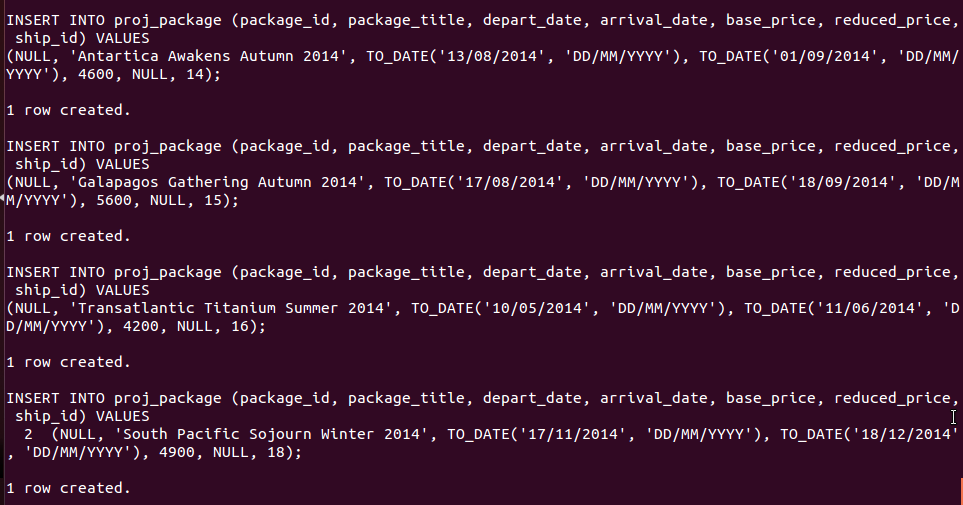 INSERT INTO proj_package (package_id, package_title, depart_date, arrival_date, base_price, reduced_price,
 ship_id) VALUES
(NULL, 'Antartica Awakens Autumn 2014', TO_DATE('13/08/2014', 'DD/MM/YYYY'), TO_DATE('01/09/2014', 'DD/MM/
YYYY'), 4600, NULL, 14);
1 row created.
INSERT INTO proj_package (package_id, package_title, depart_date, arrival_date, base_price, reduced_price,
 ship_id) VALUES
(NULL, 'Galapagos Gathering Autumn 2014', TO_DATE('17/08/2014', 'DD/MM/YYYY'), TO_DATE('18/09/2014', 'DD/M
M/YYYY'), 5600, NULL, 15);
1 row created.
INSERT INTO proj_package (package_id, package_title, depart_date, arrival_date, base_price, reduced_price,
 ship_id) VALUES
(NULL, 'Transatlantic Titanium Summer 2014', TO_DATE('10/05/2014', 'DD/MM/YYYY'), TO_DATE('11/06/2014', 'D
D/MM/YYYY'), 4200, NULL, 16);
1 row created.
INSERT INTO proj_package (package_id, package_title, depart_date, arrival_date, base_price, reduced_price,
 ship_id) VALUES
  2  (NULL, 'South Pacific Sojourn Winter 2014', TO_DATE('17/11/2014', 'DD/MM/YYYY'), TO_DATE('18/12/2014'
, 'DD/MM/YYYY'), 4900, NULL, 18);
1 row created.